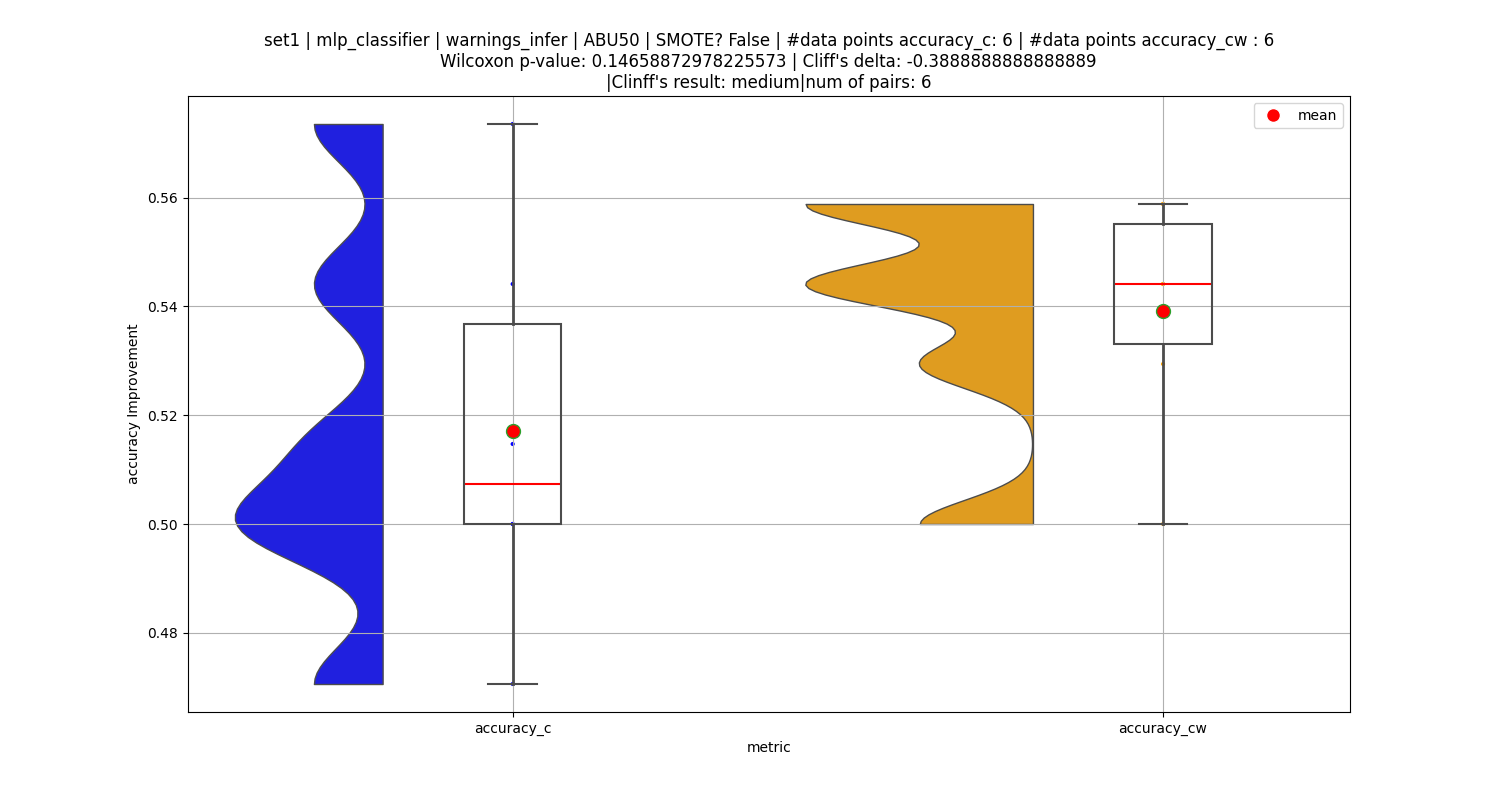 set1 | mlp_classifier | warnings_infer | ABU50 | SMOTE? False | #data points accuracy_c: 6 | #data points accuracy_cw : 6
Wilcoxon p-value: 0.14658872978225573 | Cliff's delta: -0.3888888888888889
|Clinff's result: medium|num of pairs: 6
mean
0.56
0.54
0.52
0.50
0.48
accuracy Improvement
accuracy_c
accuracy_cw
metric